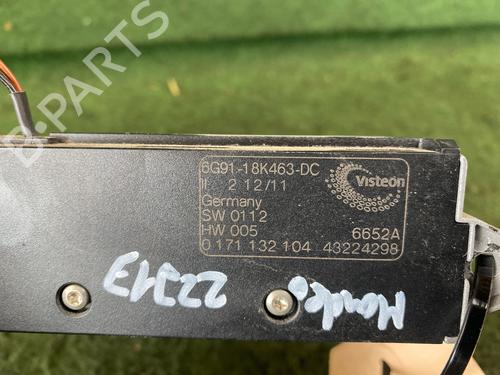 6G91-18K463-DC
II 2 12/11
Germany
SW 0112
HW 005 6652A
0 171 132 104 43224298
Visteon
22213
Mondeo
B-Parts